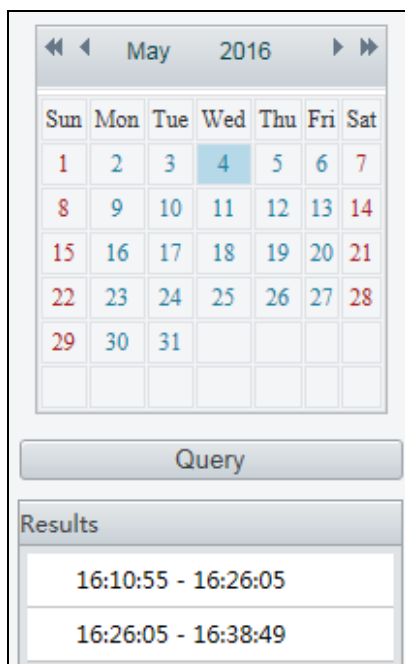 May 2016
Sun Mon Tue Wed Thu Fri Sat
1 2 3 4 5 6 7
8 9 10 11 12 13 14
15 16 17 18 19 20 21
22 23 24 25 26 27 28
29 30 31
Query
Results
16:10:55 - 16:26:05
16:26:05 - 16:38:49